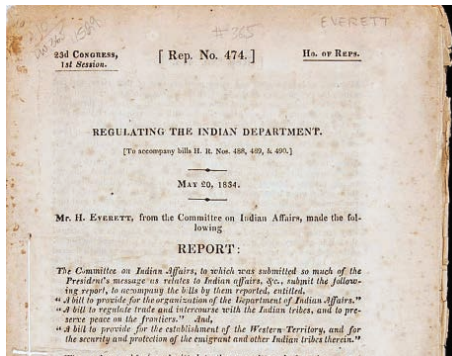 #365
EVERETT
23d CONGRESS,
1st Session.
[ Rep. No. 474. ]
Ho. OF REPS.
REGULATING THE INDIAN DEPARTMENT.
[To accompany bills H. R. Nos. 488, 489, & 490.]
MAY 20, 1834.
Mr. H. EVERETT, from the Committee on Indian Affairs, made the fol-
lowing
REPORT:
The Committee on Indian Affairs, to which was submitted so much of the
President's message as relates to Indian affairs, &c., submit the follow-
ing report, to accompany the bills by them reported, entitled,
"A bill to provide for the organization of the Department of Indian Affairs."
"A bill to regulate trade and intercourse with the Indian tribes, and to pre-
serve peace on the frontiers." And,
"A bill to provide for the establishment of the Western Territory, and for
the security and protection of the emigrant and other Indian tribes therein."